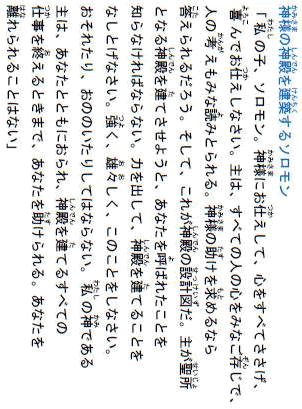 神様の神殿を建築するソロモン
「私の子、ソロモン。神様にお仕えして、心をすべてささげ、
喜んでお仕えしなさい。主は、すべての人の心をみなご存じで、
人の考えもみな読みとられる。神様の助けを求めるなら
答えられるだろう。そして、これが神殿の設計図だ。主が聖所
となる神殿を建てさせようと、あなたを呼ばれたことを
知らなければならない。力を出して、神殿を建てることを
なしとげなさい。強く、雄々しく、このことをしなさい。
おそれたり、おののいたりしてはならない。私の神である
主は、あなたとともにおられ、神殿を建てるすべての
仕事を終えるときまで、あなたを助けられる。あなたを
離れられることはない」